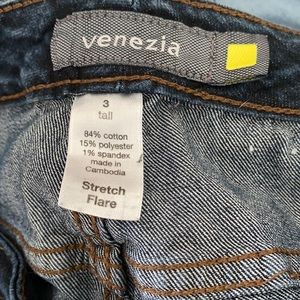 venezia
3
tall
84% cotton
15% polyester
1% spandex
made in
Cambodia
Stretch
Flare